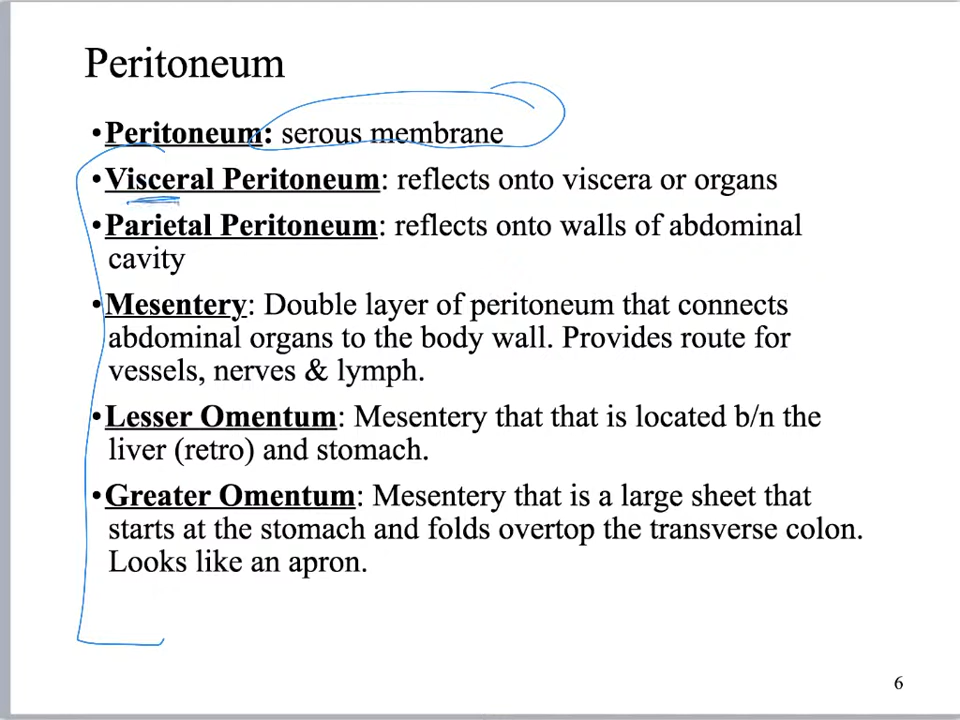 Peritoneum
•Peritoneum: serous membrane
•Visceral Peritoneum: reflects onto viscera or organs
•Parietal Peritoneum: reflects onto walls of abdominal
cavity
•Mesentery: Double layer of peritoneum that connects
abdominal organs to the body wall. Provides route for
vessels, nerves & lymph.
•Lesser Omentum: Mesentery that that is located b/n the
liver (retro) and stomach.
•Greater Omentum: Mesentery that is a large sheet that
starts at the stomach and folds overtop the transverse colon.
Looks like an apron.
6